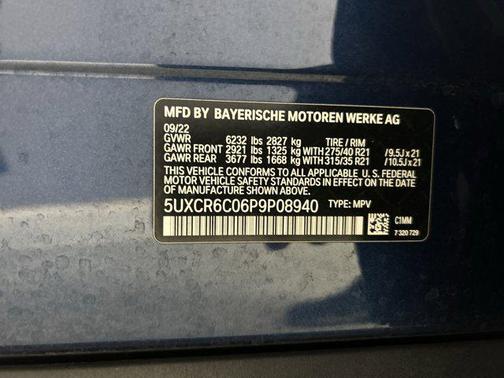 MFD BY BAYERISCHE MOTOREN WERKE AG
09/22
GVWR 6232 lbs 2827 kg TIRE / RIM
GAWR FRONT 2921 lbs 1325 kg WITH 275/40 R21 /9.5J x 21
GAWR REAR 3677 lbs 1668 kg WITH 315/35 R21 /10.5J x 21
THIS VEHICLE CONFORMS TO ALL APPLICABLE U. S. FEDERAL
MOTOR VEHICLE SAFETY STANDARDS IN EFFECT
ON THE DATE OF MANUFACTURE SHOWN ABOVE.
5UXCR6C06P9P08940 TYPE: MPV
C1MM
7 320 729